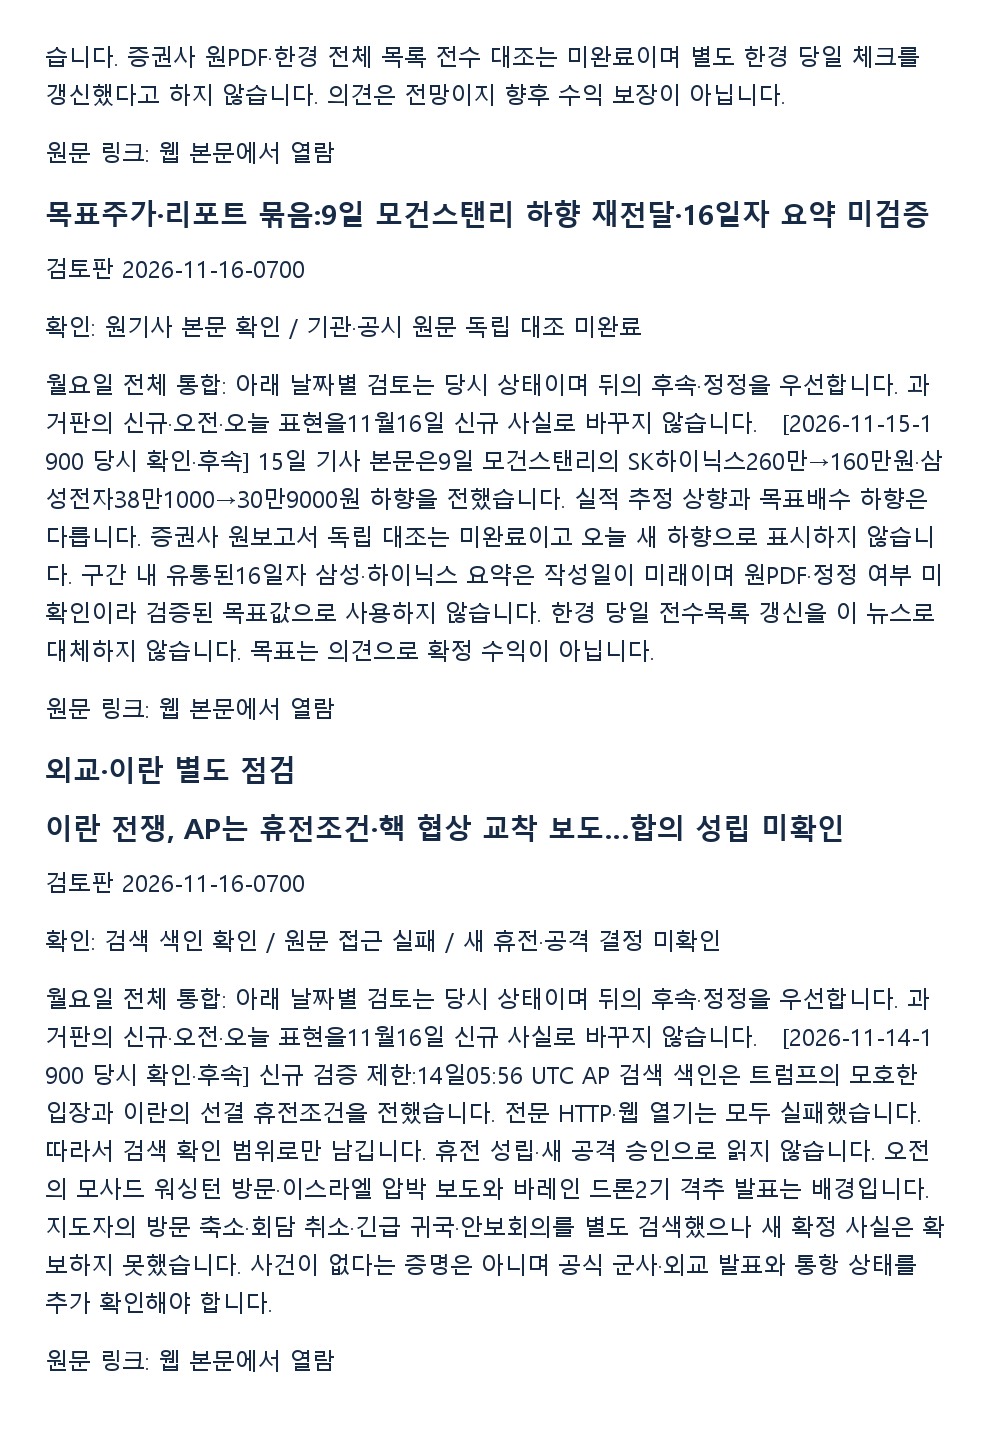 습니다. 증권사 원PDF·한경 전체 목록 전수 대조는 미완료이며 별도 한경 당일 체크를
갱신했다고 하지 않습니다. 의견은 전망이지 향후 수익 보장이 아닙니다.
원문 링크: 웹 본문에서 열람
목표주가·리포트 묶음:9일 모건스탠리 하향 재전달·16일자 요약 미검증
검토판 2026-11-16-0700
확인: 원기사 본문 확인 / 기관·공시 원문 독립 대조 미완료
월요일 전체 통합: 아래 날짜별 검토는 당시 상태이며 뒤의 후속·정정을 우선합니다. 과
거판의 신규·오전·오늘 표현을11월16일 신규 사실로 바꾸지 않습니다. [2026-11-15-1
900 당시 확인·후속] 15일 기사 본문은9일 모건스탠리의 SK하이닉스260만→160만원·삼
성전자38만1000→30만9000원 하향을 전했습니다. 실적 추정 상향과 목표배수 하향은
다릅니다. 증권사 원보고서 독립 대조는 미완료이고 오늘 새 하향으로 표시하지 않습니
다. 구간 내 유통된16일자 삼성·하이닉스 요약은 작성일이 미래이며 원PDF·정정 여부 미
확인이라 검증된 목표값으로 사용하지 않습니다. 한경 당일 전수목록 갱신을 이 뉴스로
대체하지 않습니다. 목표는 의견으로 확정 수익이 아닙니다.
원문 링크: 웹 본문에서 열람
외교·이란 별도 점검
이란 전쟁, AP는 휴전조건·핵 협상 교착 보도…합의 성립 미확인
검토판 2026-11-16-0700
확인: 검색 색인 확인 / 원문 접근 실패 / 새 휴전·공격 결정 미확인
월요일 전체 통합: 아래 날짜별 검토는 당시 상태이며 뒤의 후속·정정을 우선합니다. 과
거판의 신규·오전·오늘 표현을11월16일 신규 사실로 바꾸지 않습니다. [2026-11-14-1
900 당시 확인·후속] 신규 검증 제한:14일05:56 UTC AP 검색 색인은 트럼프의 모호한
입장과 이란의 선결 휴전조건을 전했습니다. 전문 HTTP·웹 열기는 모두 실패했습니다.
따라서 검색 확인 범위로만 남깁니다. 휴전 성립·새 공격 승인으로 읽지 않습니다. 오전
의 모사드 워싱턴 방문·이스라엘 압박 보도와 바레인 드론2기 격추 발표는 배경입니다.
지도자의 방문 축소·회담 취소·긴급 귀국·안보회의를 별도 검색했으나 새 확정 사실은 확
보하지 못했습니다. 사건이 없다는 증명은 아니며 공식 군사·외교 발표와 통항 상태를
추가 확인해야 합니다.
원문 링크: 웹 본문에서 열람